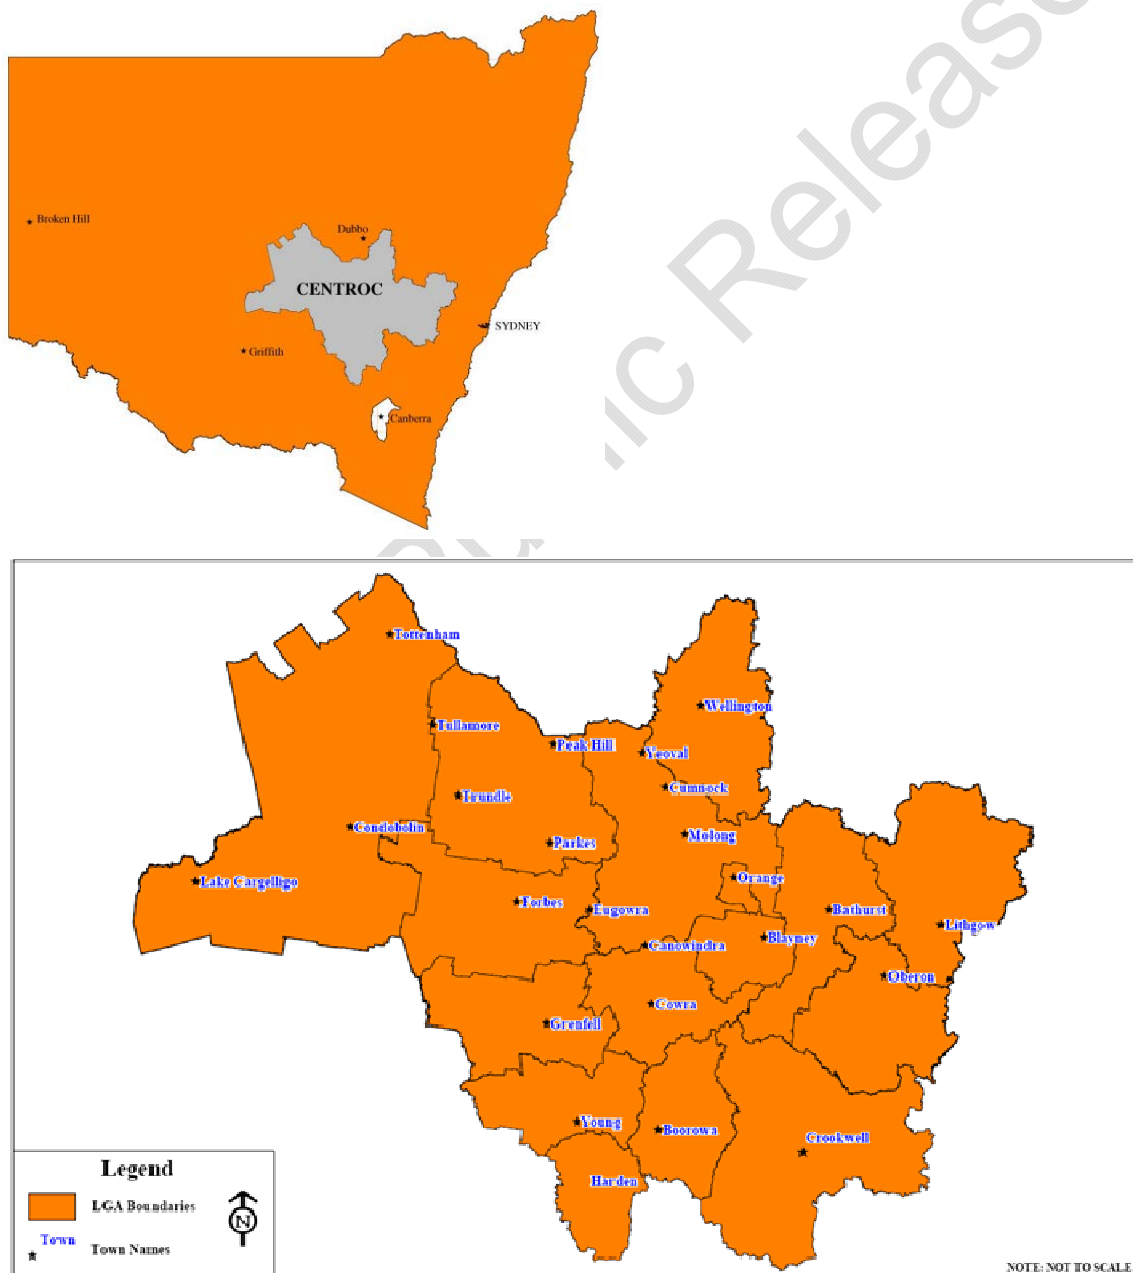 Public Release
Broken Hill
Dubbo
CENTROC
SYDNEY
Griffith
Canberra
Tottenham
Wellington
Tullamore
Peak Hill
Yeoval
Cumnock
Trundle
Condobolin
Molong
Parkes
Orange
Lake Cargelligo
Forbes
Eugowra
Bathurst
Lithgow
Blayney
Canowindra
Oberon
Cowra
Grenfell
Young
Boorowa
Crookwell
Harden
Legend
LGA Boundaries
N
Town
Town Names
NOTE: NOT TO SCALE